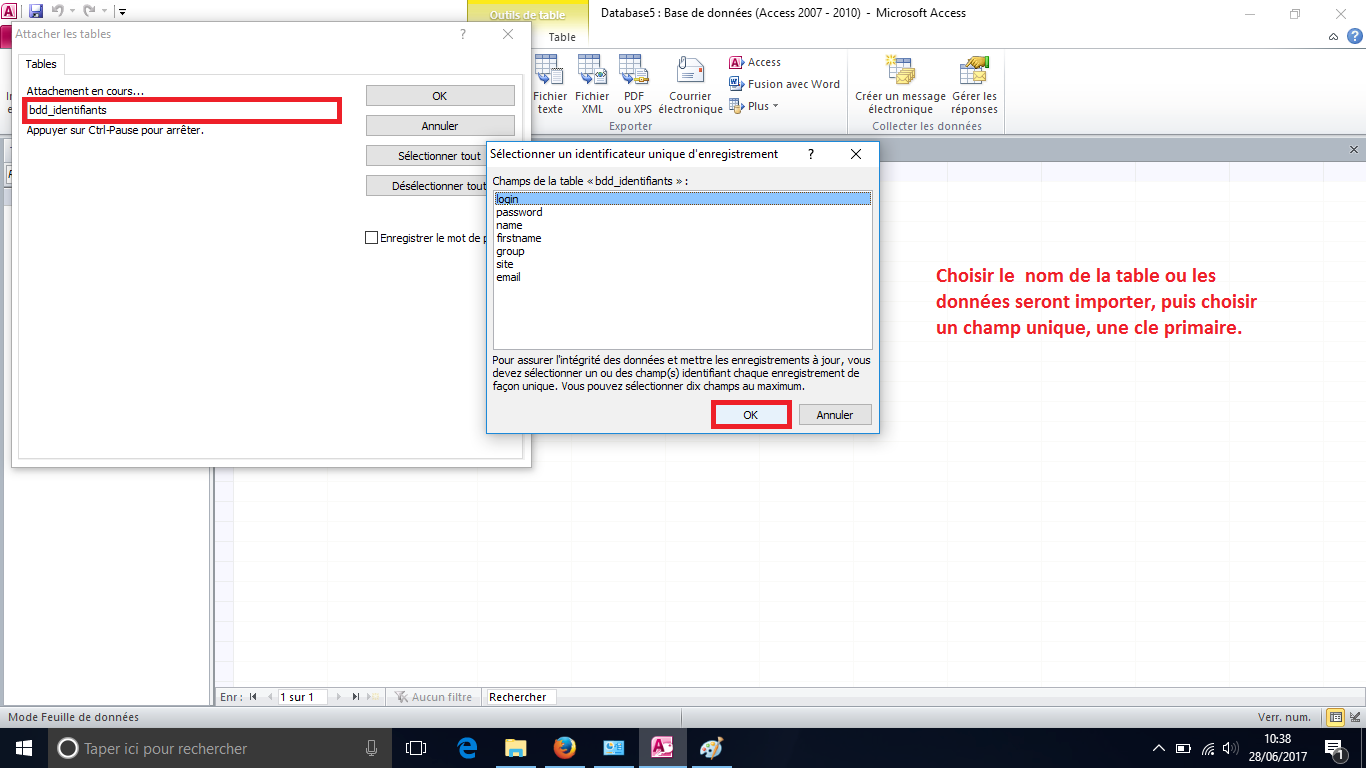 Outils de table
Database5 : Base de données (Access 2007 - 2010) - Microsoft Access
Attacher les tables
?
Table
Tables
Attachement en cours...
bdd_identifiants
Appuyer sur Ctrl-Pause pour arrêter.
OK
Annuler
Sélectionner tout
Désélectionner tout
Enregistrer le mot de
Fichier texte
Fichier XML
PDF ou XPS
Courrier électronique
Access
Fusion avec Word
Plus
Exporter
Créer un message électronique
Gérer les réponses
Collecter les données
Sélectionner un identificateur unique d'enregistrement
?
Champs de la table « bdd_identifiants » :
login
password
name
firstname
group
site
email
Pour assurer l'intégrité des données et mettre les enregistrements à jour, vous
devez sélectionner un ou des champ(s) identifiant chaque enregistrement de
façon unique. Vous pouvez sélectionner dix champs au maximum.
OK
Annuler
Choisir le nom de la table ou les
données seront importer, puis choisir
un champ unique, une cle primaire.
Enr : 1 sur 1
Aucun filtre
Rechercher
Mode Feuille de données
Verr. num.
Taper ici pour rechercher
10:38
28/06/2017
1